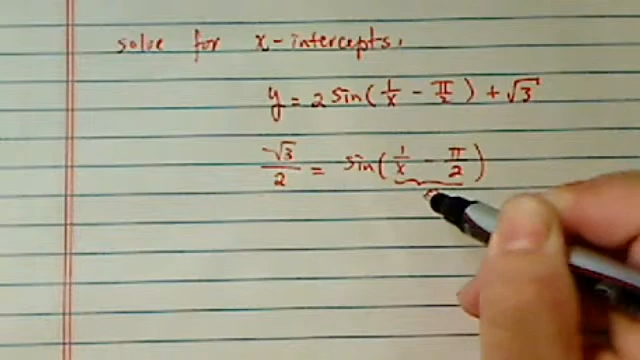 solve for x-intercepts.
y = 2 sin( 1/x - π/2 ) + √3
-√3/2 = sin( 1/x - π/2 )